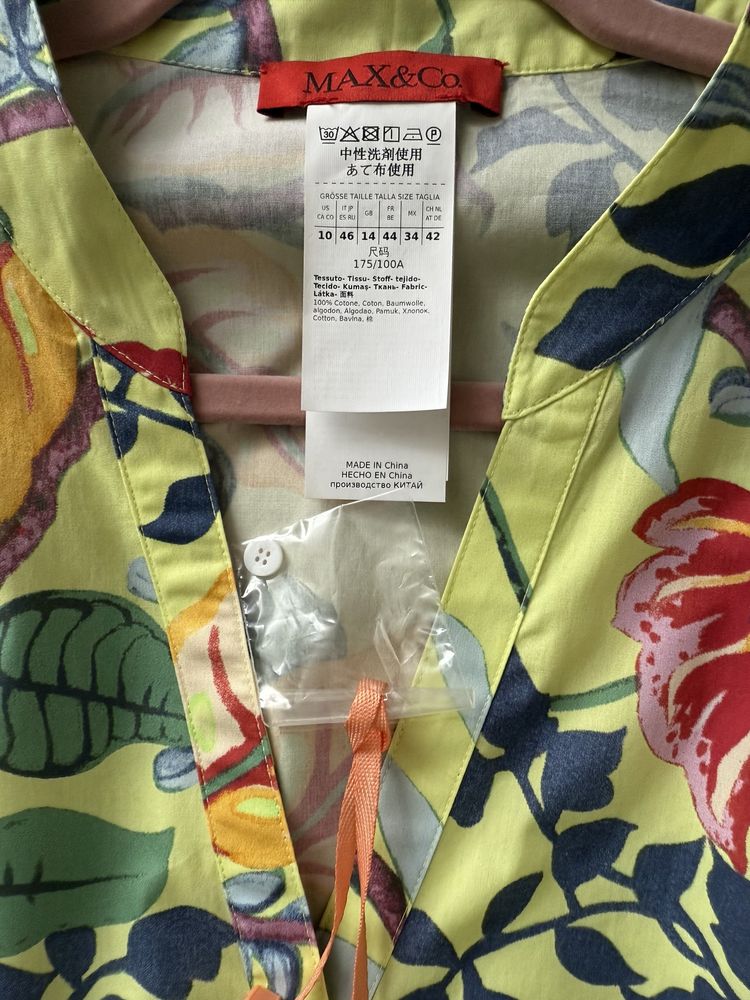 MAX&Co.
30 P
中性洗剤使用
あて布使用
GRÖSSE TAILLE TALLA SIZE TAGLIA
US CA CO IT JP ES RU GB FR BE MX CH NL AT DE
10 46 14 44 34 42
尺码
175/100A
Tessuto- Tissu- Stoff- tejido-
Tecido- Kumaş- Ткань- Fabric-
Látka- 面料
100% Cotone, Coton, Baumwolle,
algodon, Algodao, Pamuk, Хлопок,
Cotton, Bavlna, 棉
MADE IN China
HECHO EN China
производство КИТАЙ